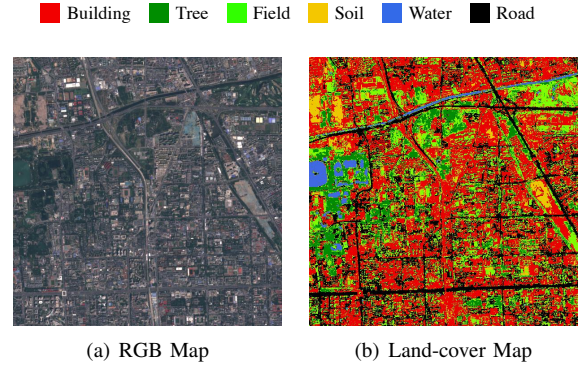 Building Tree Field Soil Water Road
(a) RGB Map
(b) Land-cover Map